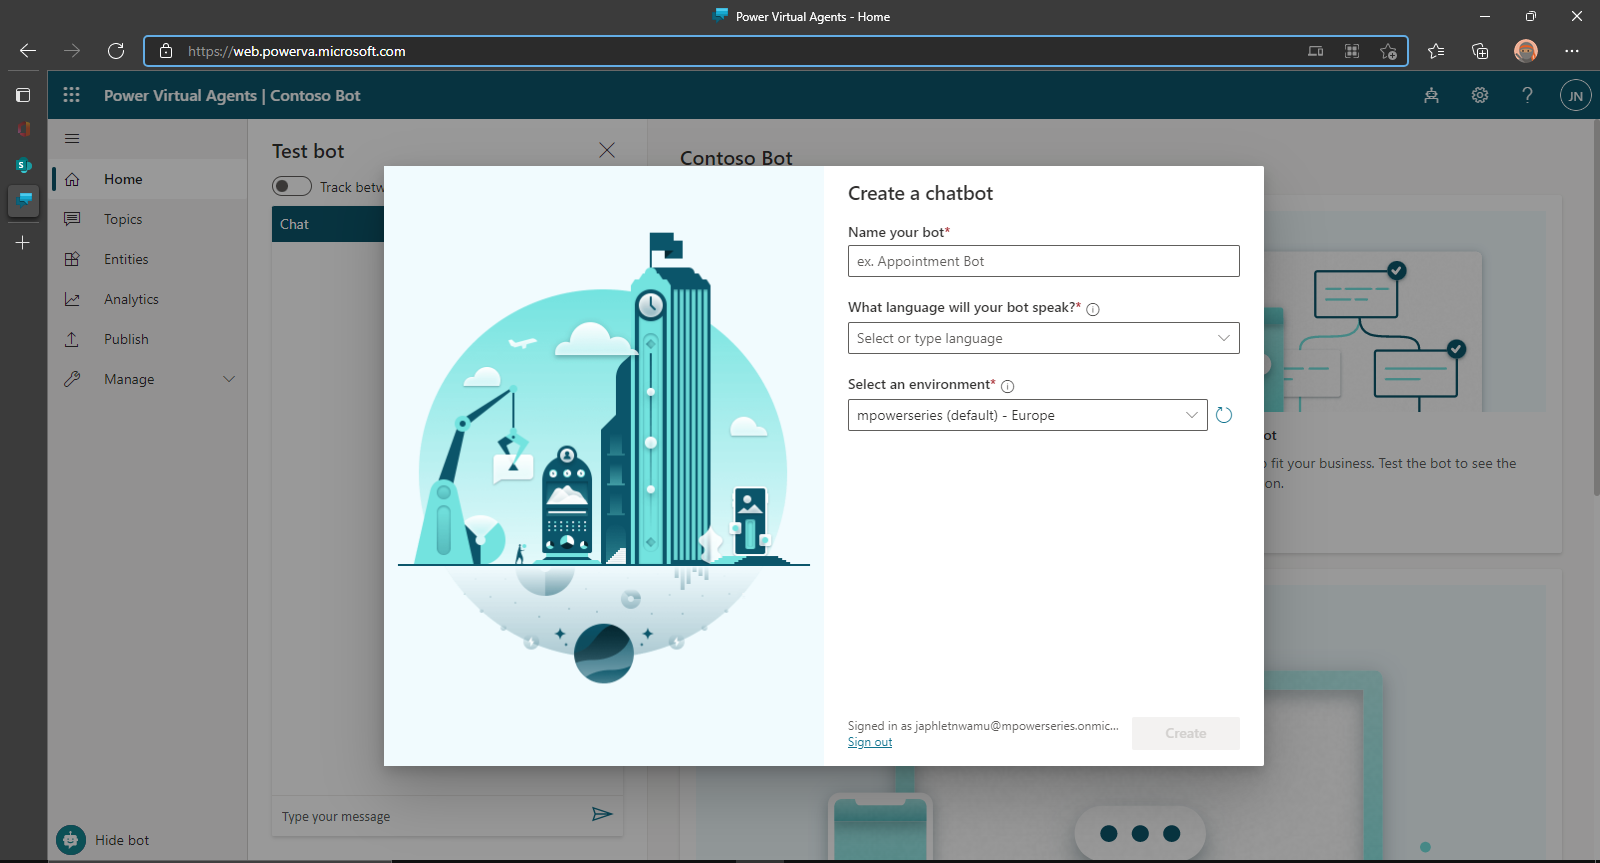 Power Virtual Agents - Home
https://web.powerva.microsoft.com
Power Virtual Agents | Contoso Bot
JN
Home
Topics
Entities
Analytics
Publish
Manage
Hide bot
Test bot
Track betw
Chat
Type your message
Contoso Bot
Create a chatbot
Name your bot*
ex. Appointment Bot
What language will your bot speak?*
Select or type language
Select an environment*
mpowerseries (default) - Europe
Signed in as japhletnwamu@mpowerseries.onmic...
Sign out
Create
ot
fit your business. Test the bot to see the
on.